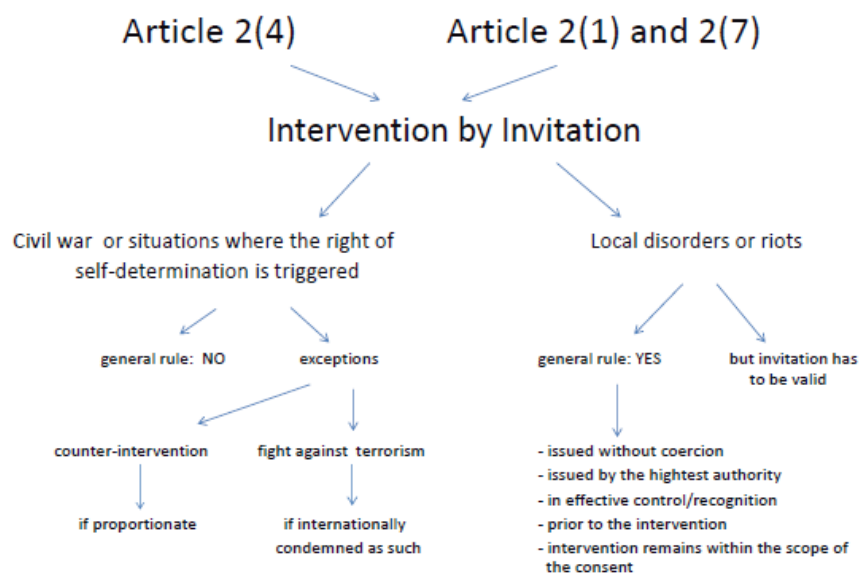 Article 2(4)
Article 2(1) and 2(7)
Intervention by Invitation
Civil war or situations where the right of
self-determination is triggered
Local disorders or riots
general rule: NO
exceptions
general rule: YES
but invitation has
to be valid
counter-intervention
fight against terrorism
if proportionate
if internationally
condemned as such
- issued without coercion
- issued by the hightest authority
- in effective control/recognition
- prior to the intervention
- intervention remains within the scope of
the consent